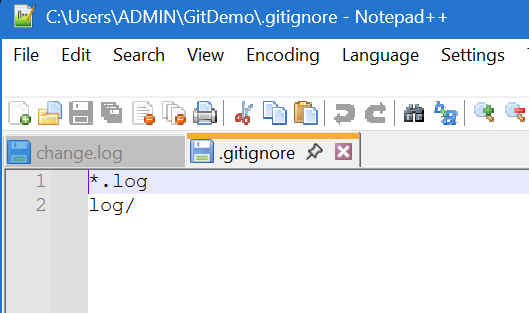 C:\Users\ADMIN\GitDemo\.gitignore - Notepad++
File Edit Search View Encoding Language Settings
change.log .gitignore
1 *.log
2 log/